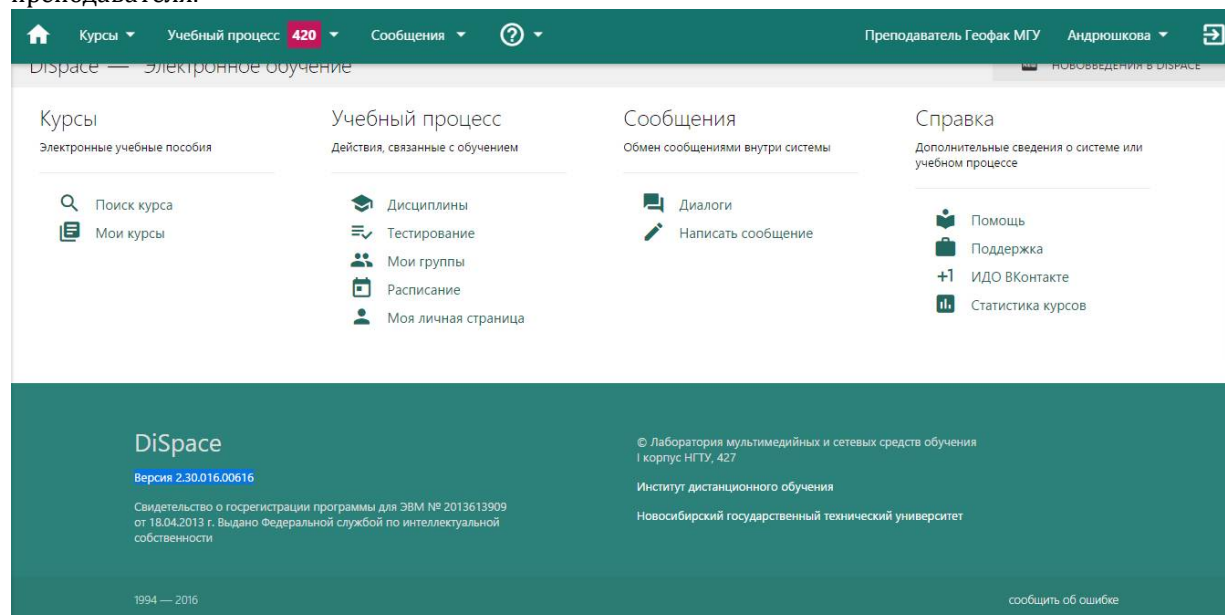 преподавателя.
Курсы Учебный процесс 420 Сообщения Преподаватель Геофак МГУ Андрюшкова
DiSpace — Электронное обучение НОВОВВЕДЕНИЯ В DISPACE
Курсы
Электронные учебные пособия
Поиск курса
Мои курсы
Учебный процесс
Действия, связанные с обучением
Дисциплины
Тестирование
Мои группы
Расписание
Моя личная страница
Сообщения
Обмен сообщениями внутри системы
Диалоги
Написать сообщение
Справка
Дополнительные сведения о системе или
учебном процессе
Помощь
Поддержка
+1 ИДО ВКонтакте
Статистика курсов
DiSpace
Версия 2.30.016.00616
Свидетельство о госрегистрации программы для ЭВМ № 2013613909
от 18.04.2013 г. Выдано Федеральной службой по интеллектуальной
собственности
© Лаборатория мультимедийных и сетевых средств обучения
I корпус НГТУ, 427
Институт дистанционного обучения
Новосибирский государственный технический университет
1994 — 2016
сообщить об ошибке